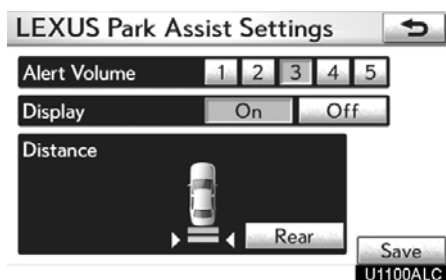 LEXUS Park Assist Settings
Alert Volume 1 2 3 4 5
Display On Off
Distance
Rear
Save
U1100ALC